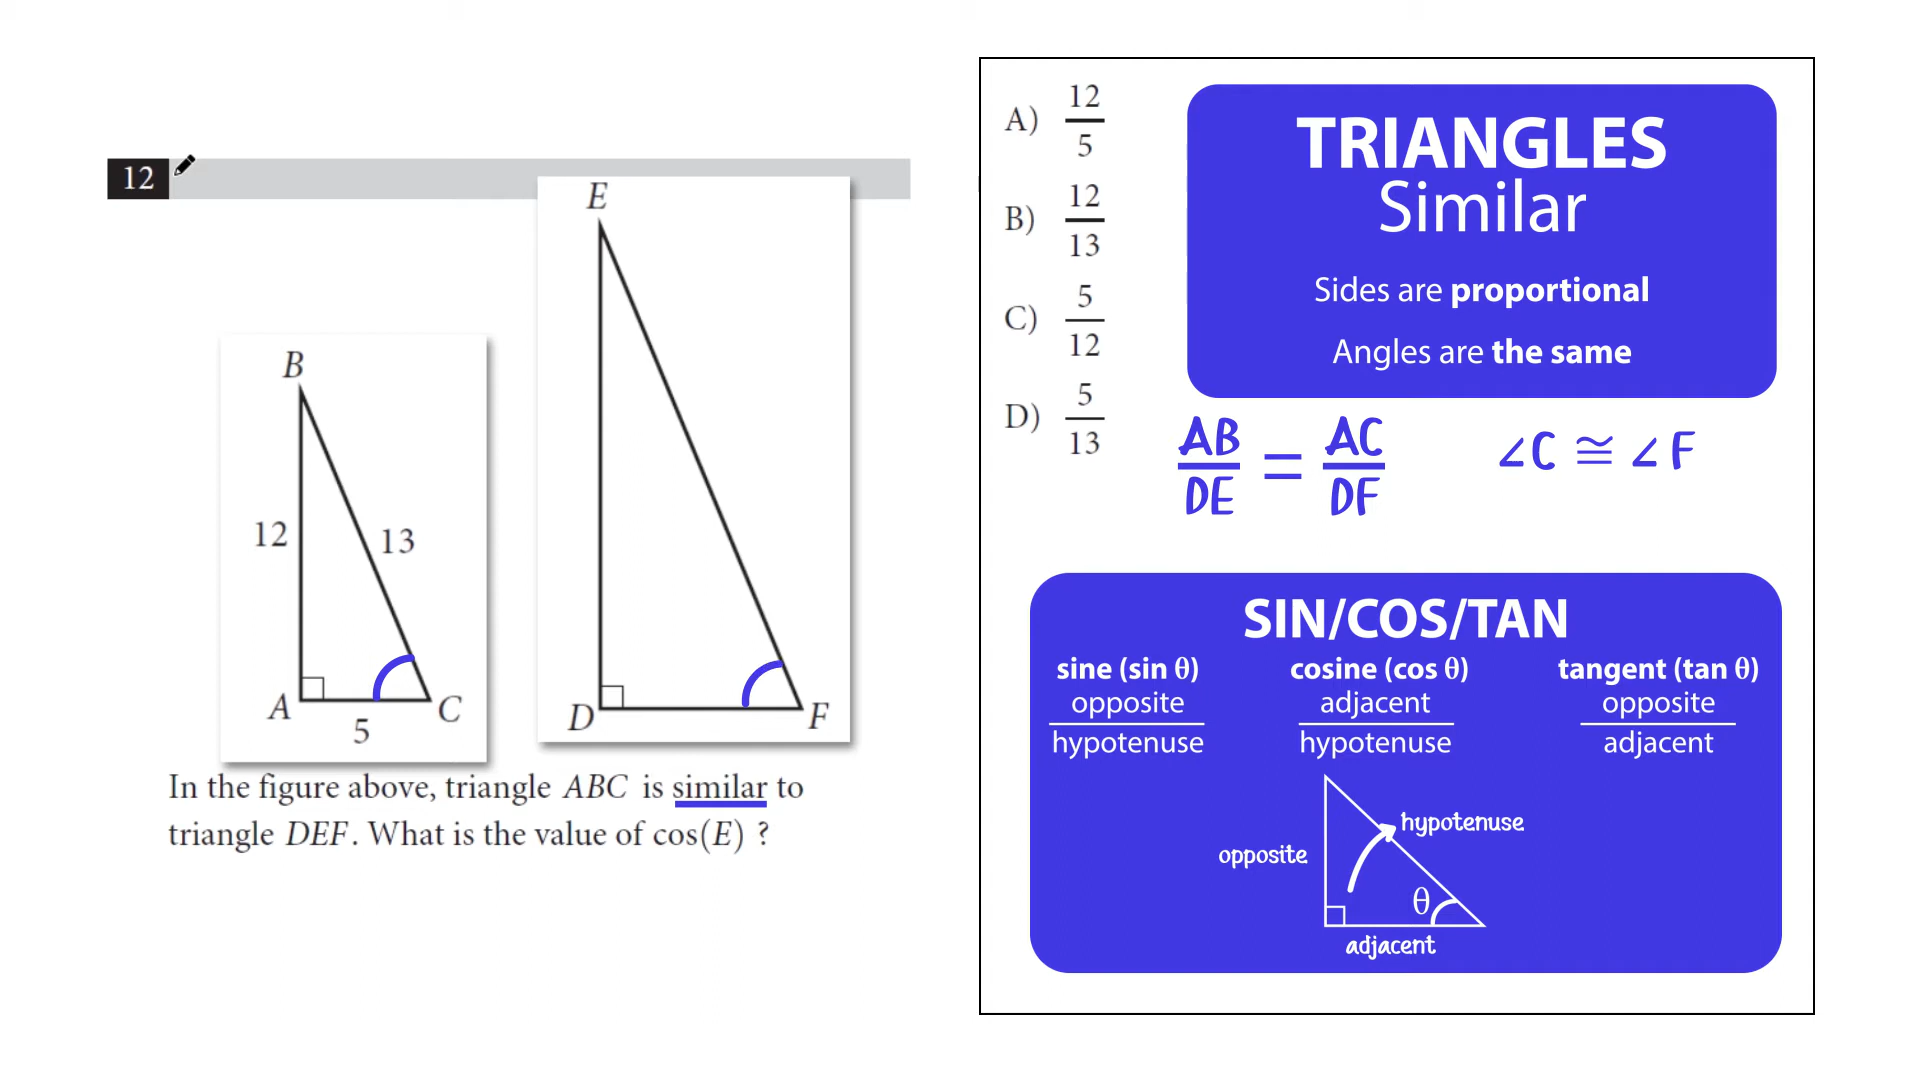 12
B
12
13
A
C
5
E
D
F
In the figure above, triangle ABC is similar to
triangle DEF. What is the value of cos(E) ?
A) 12/5
B) 12/13
C) 5/12
D) 5/13
TRIANGLES
Similar
Sides are proportional
Angles are the same
AB/DE = AC/DF
∠C ≅ ∠F
SIN/COS/TAN
sine (sin θ)
opposite
hypotenuse
cosine (cos θ)
adjacent
hypotenuse
tangent (tan θ)
opposite
adjacent
hypotenuse
opposite
θ
adjacent